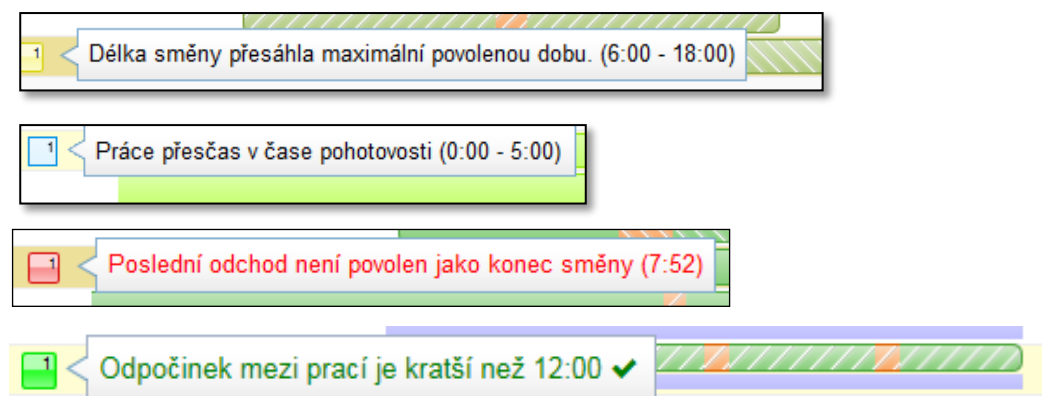 1 Délka směny přesáhla maximální povolenou dobu. (6:00 - 18:00)
1 Práce přesčas v čase pohotovosti (0:00 - 5:00)
1 Poslední odchod není povolen jako konec směny (7:52)
1 Odpočinek mezi prací je kratší než 12:00 ✔